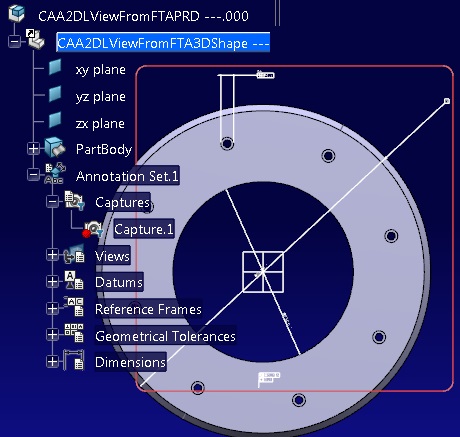 CAA2DLViewFromFTAPRD ---.000
CAA2DLViewFromFTA3DShape ---
xy plane
yz plane
zx plane
PartBody
Annotation Set.1
Captures
Capture.1
Views
Datums
Reference Frames
Geometrical Tolerances
Dimensions